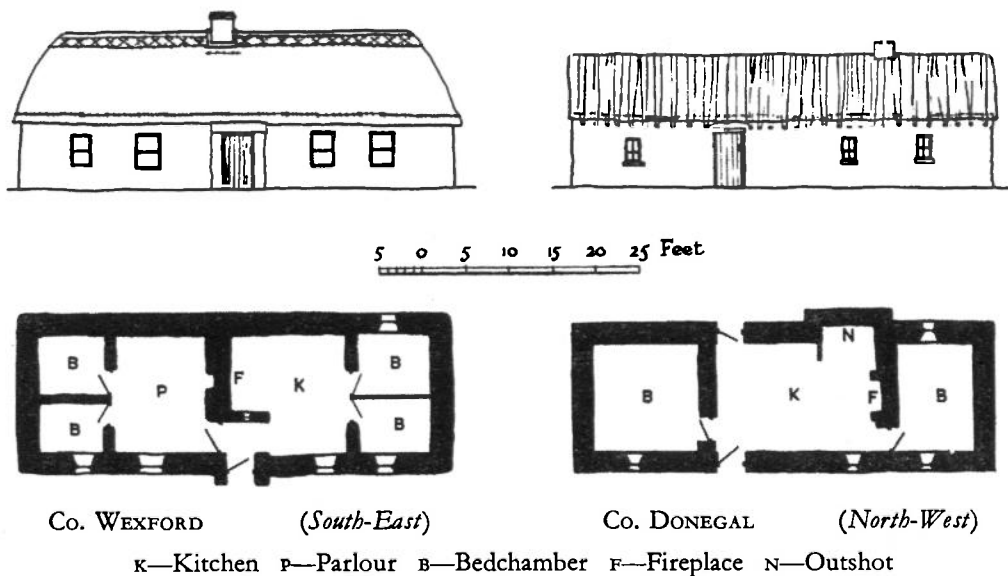 5 0 5 10 15 20 25 Feet
B P F K B
B B
N
B K F B
Co. Wexford (South-East)
Co. Donegal (North-West)
K—Kitchen P—Parlour B—Bedchamber F—Fireplace N—Outshot